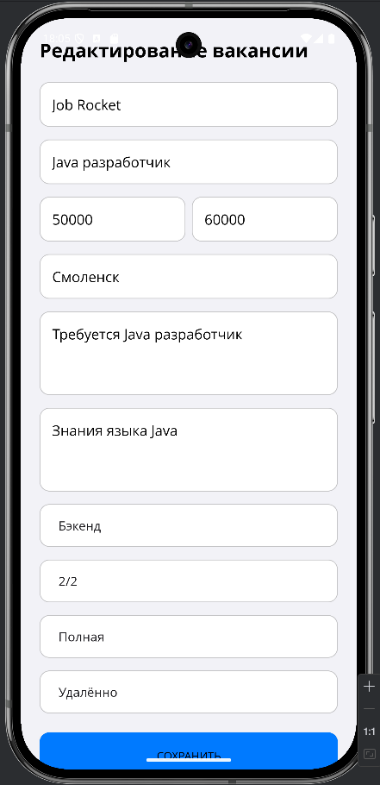 Редактирование вакансии
Job Rocket
Java разработчик
50000 60000
Смоленск
Требуется Java разработчик
Знания языка Java
Бэкенд
2/2
Полная
Удалённо
СОХРАНИТЬ
1:1